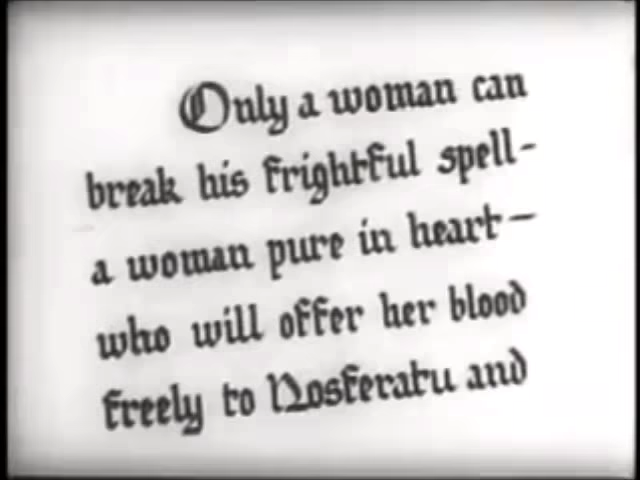 Only a woman can
break his frightful spell-
a woman pure in heart—
who will offer her blood
freely to Nosferatu and